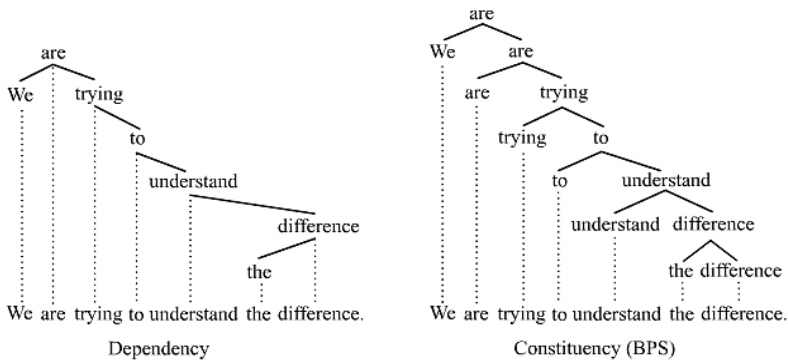 are
We trying
to
understand
difference
the
We are trying to understand the difference.
Dependency
are
We are
are trying
trying to
to understand
understand difference
the difference
We are trying to understand the difference.
Constituency (BPS)